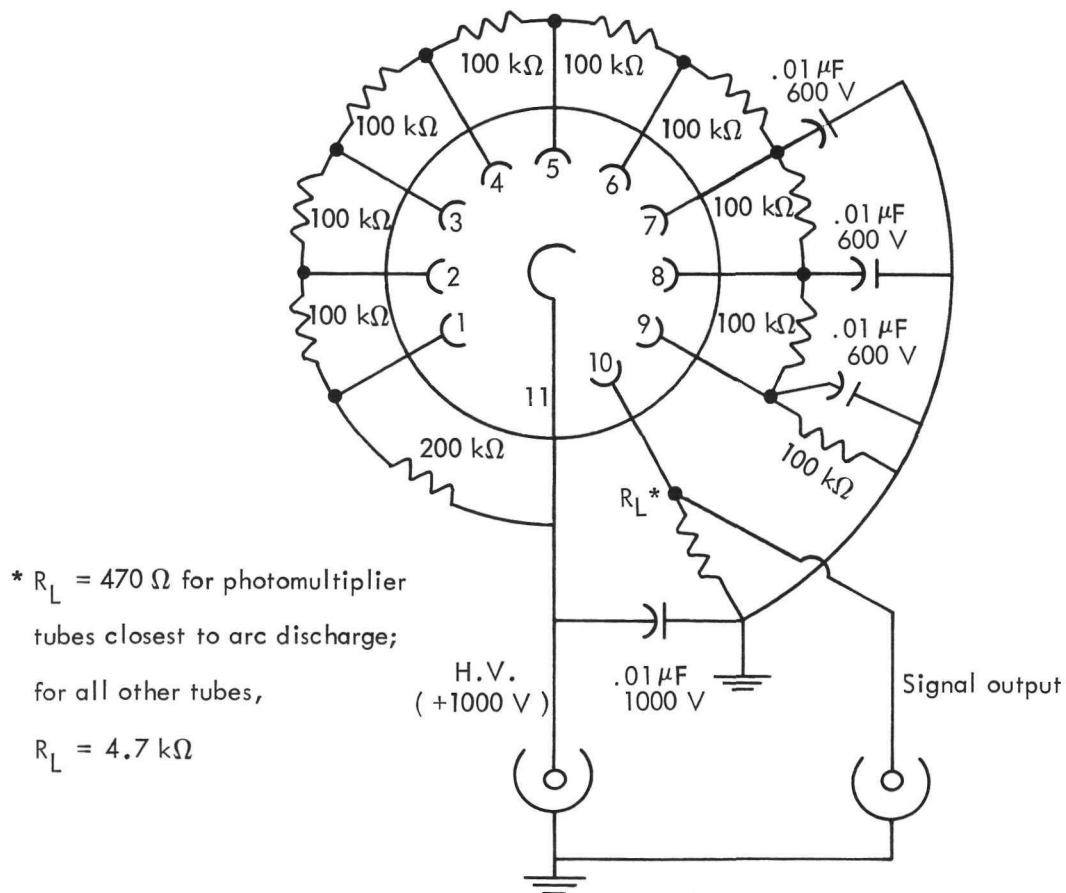 100 kΩ
100 kΩ
.01 μF
600 V
100 kΩ
100 kΩ
4
5
6
3
7
100 kΩ
100 kΩ
.01 μF
600 V
2
8
100 kΩ
1
9
100 kΩ
.01 μF
600 V
10
11
200 kΩ
100 kΩ
R_L*
* R_L = 470 Ω for photomultiplier
tubes closest to arc discharge;
for all other tubes,
R_L = 4.7 kΩ
H.V.
( +1000 V )
.01 μF
1000 V
Signal output